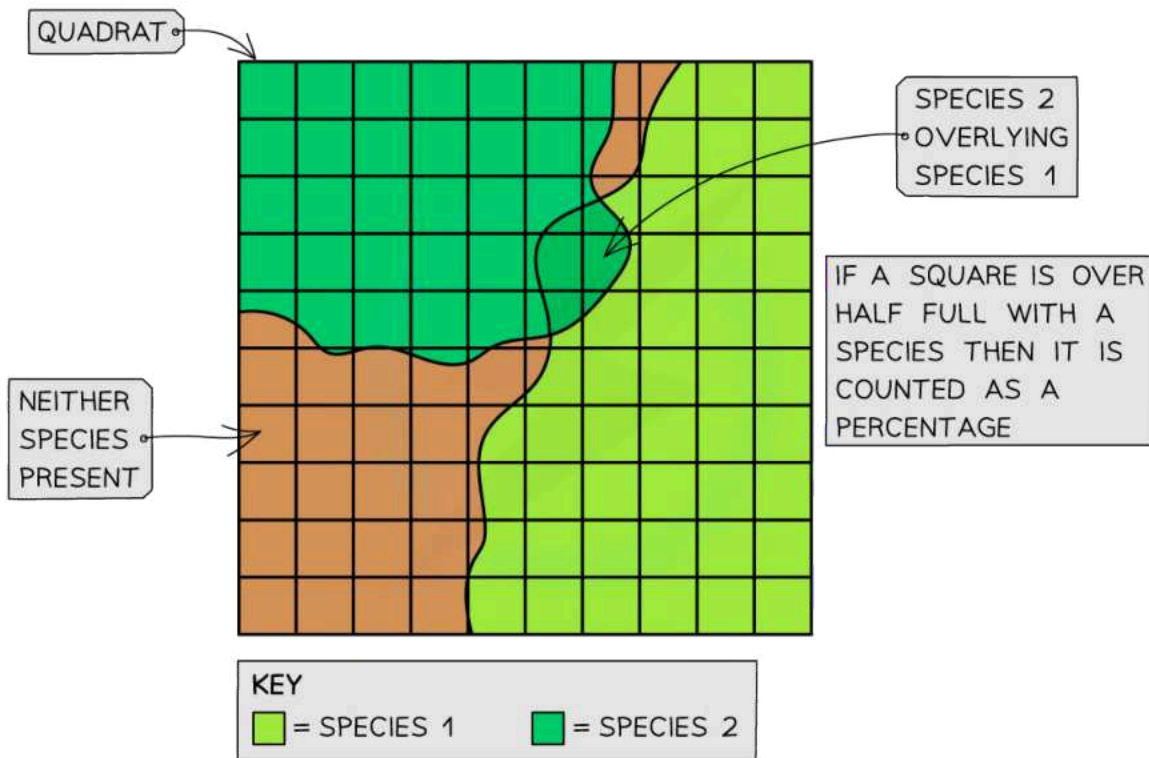 QUADRAT
SPECIES 2
OVERLYING
SPECIES 1
IF A SQUARE IS OVER
HALF FULL WITH A
SPECIES THEN IT IS
COUNTED AS A
PERCENTAGE
NEITHER
SPECIES
PRESENT
KEY
= SPECIES 1
= SPECIES 2